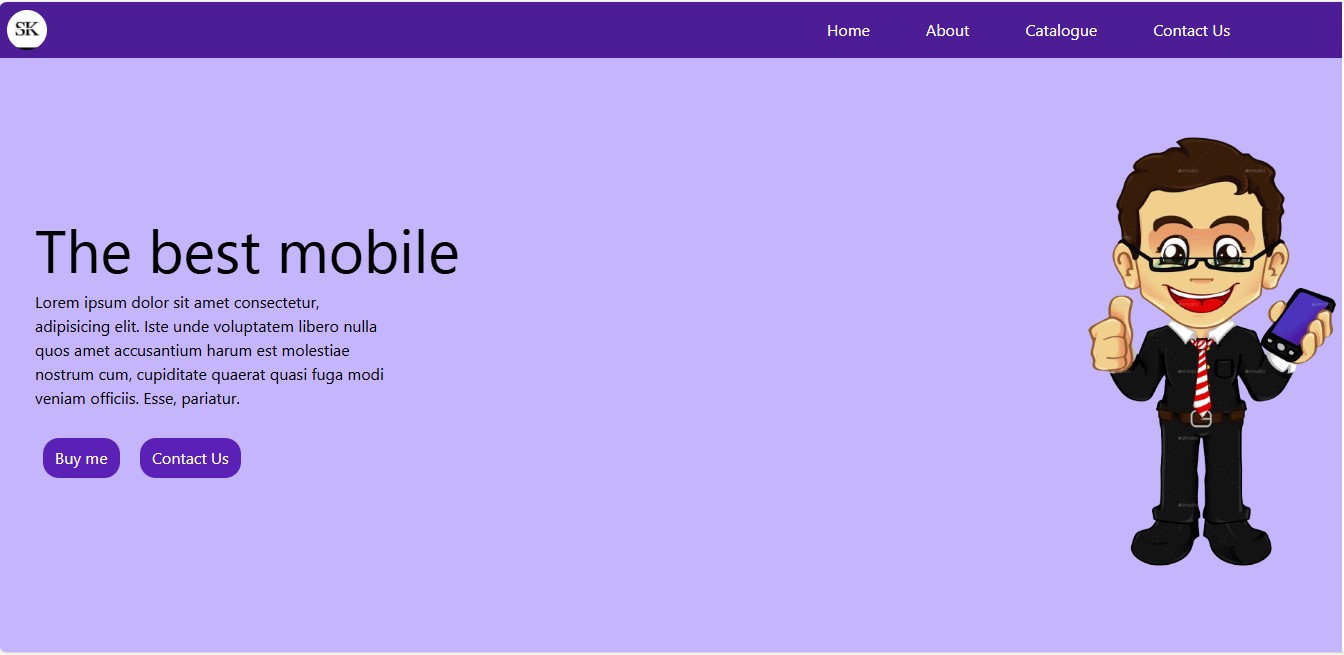 SK
Home About Catalogue Contact Us
The best mobile
Lorem ipsum dolor sit amet consectetur,
adipisicing elit. Iste unde voluptatem libero nulla
quos amet accusantium harum est molestiae
nostrum cum, cupiditate quaerat quasi fuga modi
veniam officiis. Esse, pariatur.
Buy me Contact Us